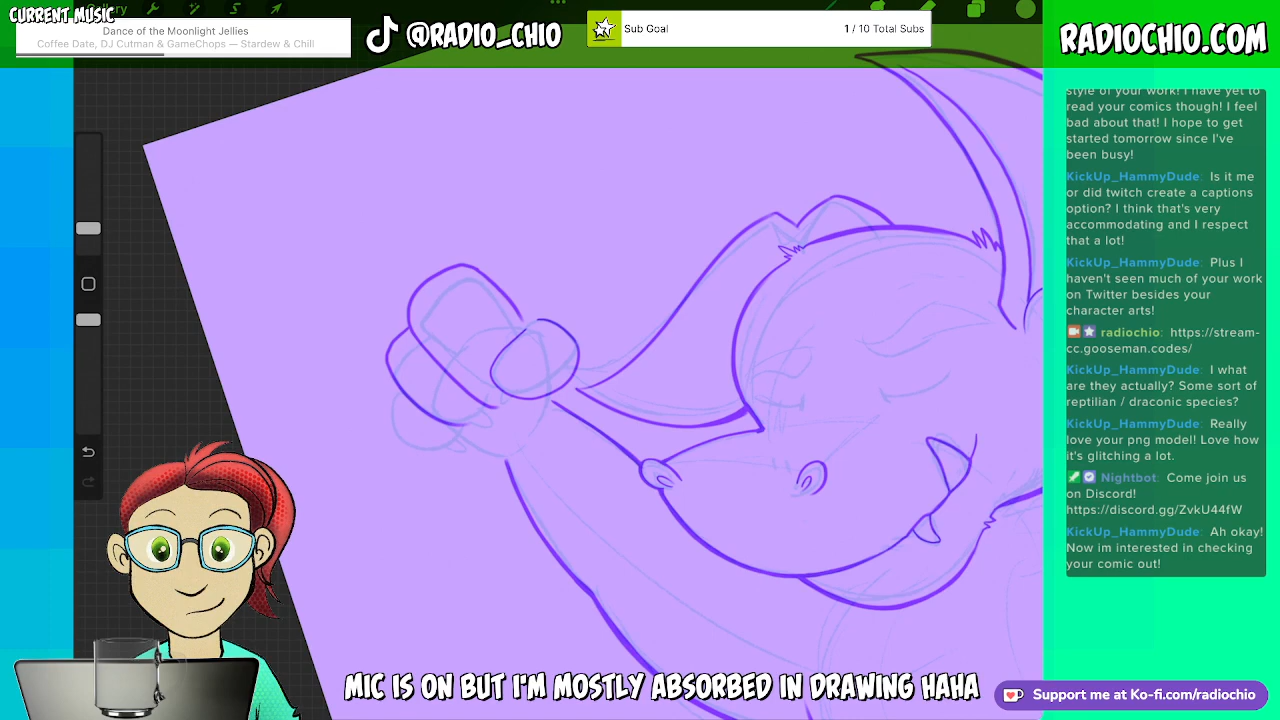 CURRENT MUSIC
Gallery
Dance of the Moonlight Jellies
Coffee Date, DJ Cutman & GameChops — Stardew & Chill
@RADIO_CHIO
Sub Goal
1 / 10 Total Subs
RADIOCHIO.COM
style of your work! I have yet to
read your comics though! I feel
bad about that! I hope to get
started tomorrow since I've
been busy!
KickUp_HammyDude: Is it me
or did twitch create a captions
option? I think that's very
accommodating and I respect
that a lot!
KickUp_HammyDude: Plus I
haven't seen much of your work
on Twitter besides your
character arts!
radiochio: https://stream-
cc.gooseman.codes/
KickUp_HammyDude: I what
are they actually? Some sort of
reptilian / draconic species?
KickUp_HammyDude: Really
love your png model! Love how
it's glitching a lot.
Nightbot: Come join us
on Discord!
https://discord.gg/ZvkU44fW
KickUp_HammyDude: Ah okay!
Now im interested in checking
your comic out!
MIC IS ON BUT I'M MOSTLY ABSORBED IN DRAWING HAHA
Support me at Ko-fi.com/radiochio